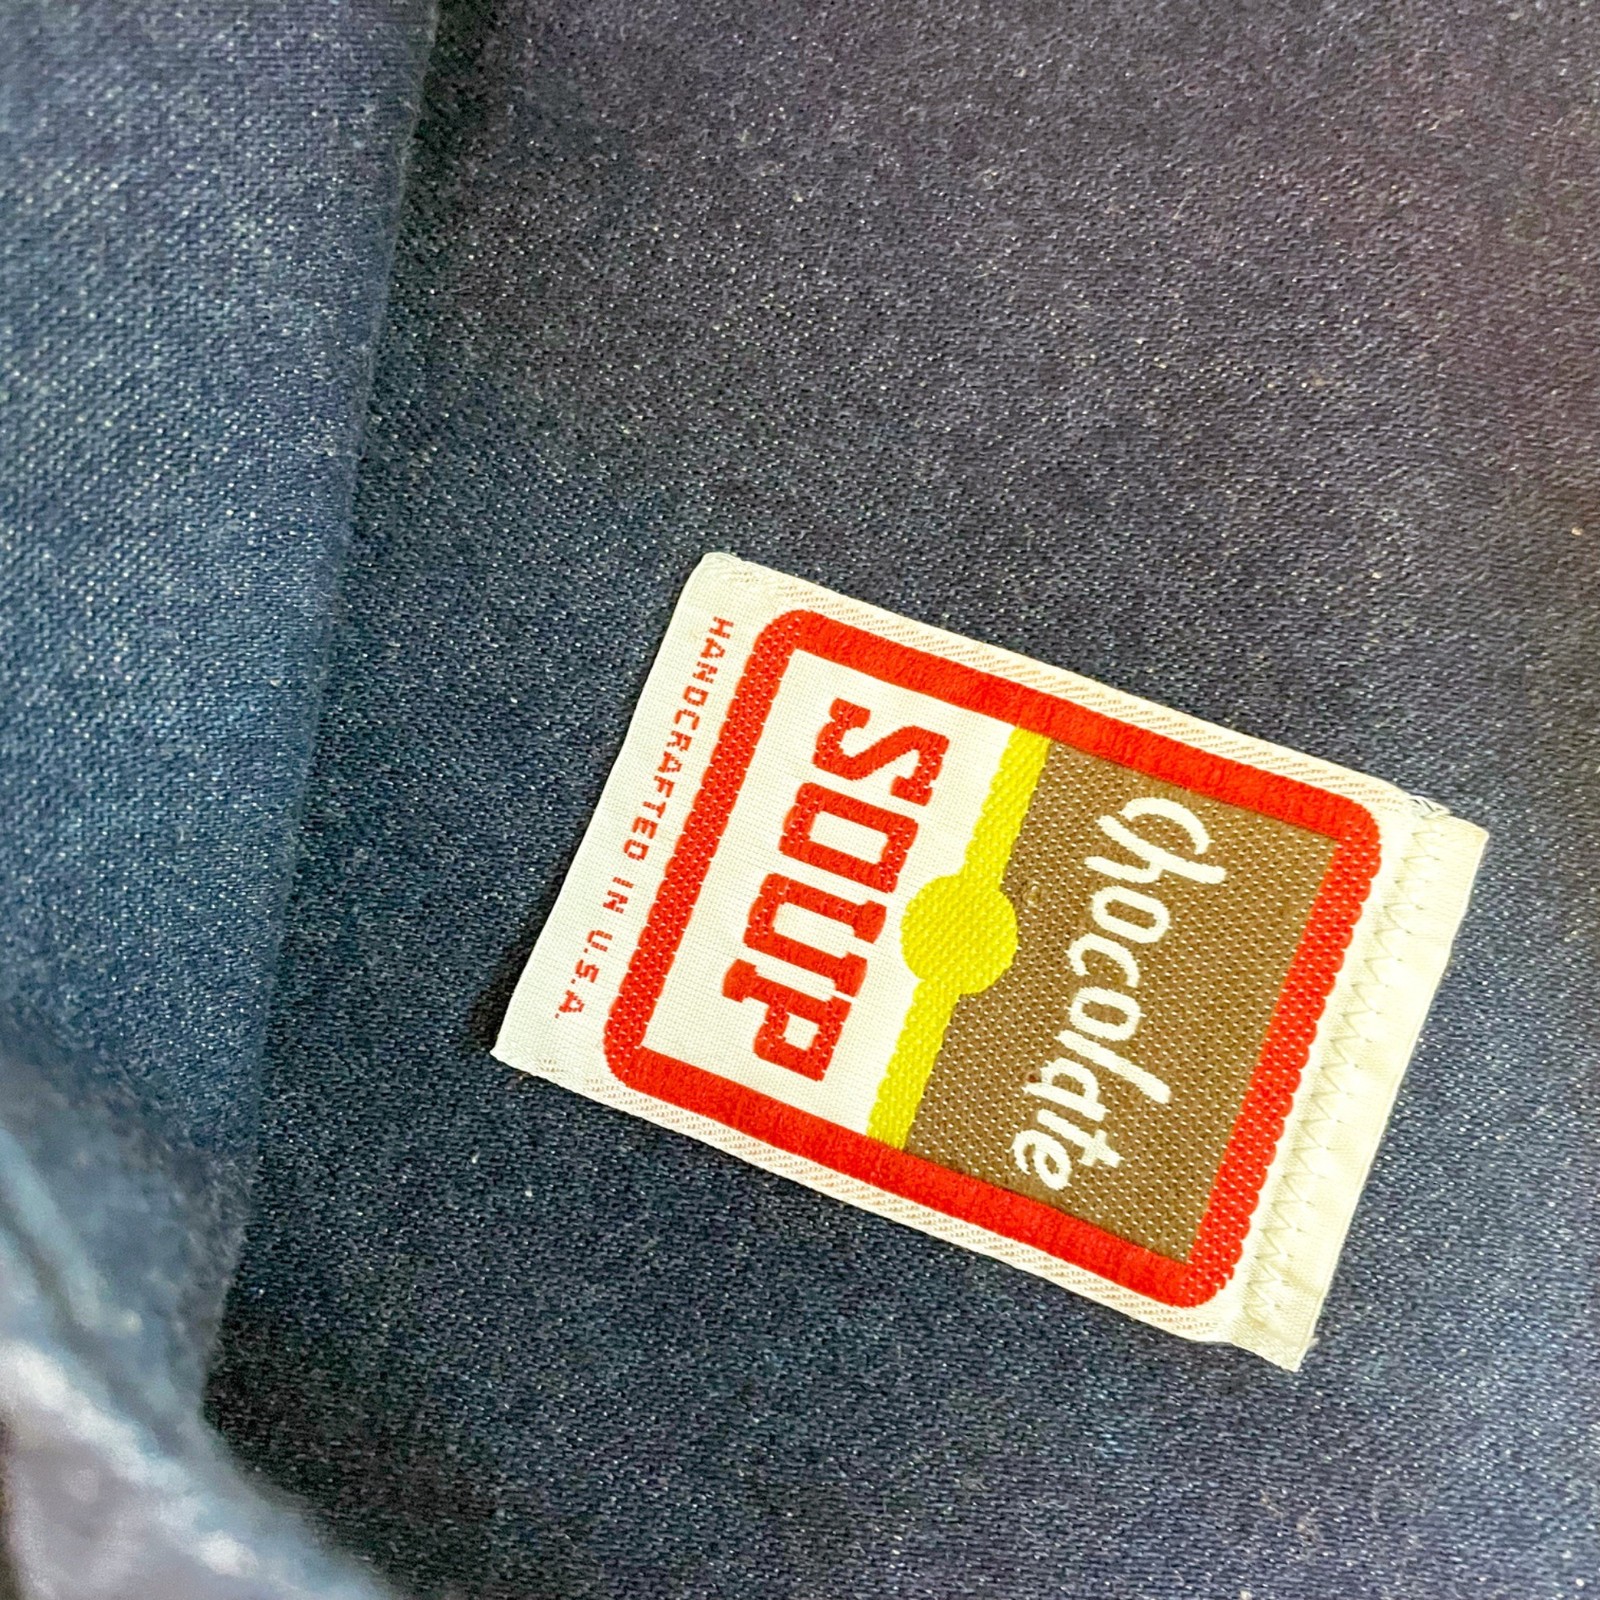 Chocolate
SOUP
HANDCRAFTED IN U.S.A.